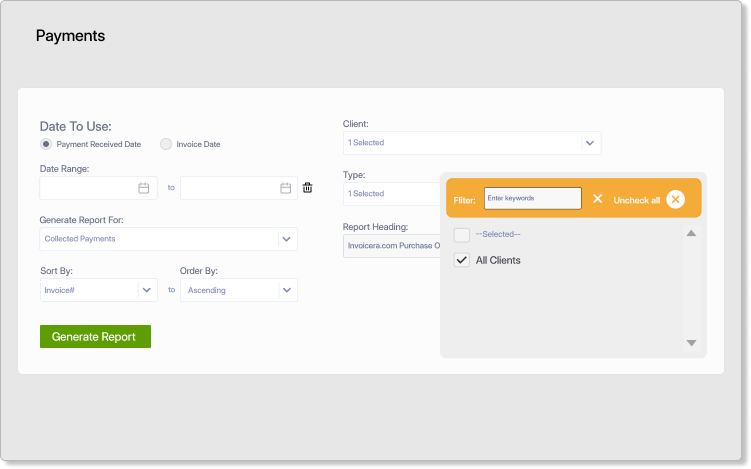 Payments
Date To Use:
Payment Received Date
Invoice Date
Date Range:
to
Generate Report For:
Collected Payments
Sort By:
Order By:
Invoice#
to
Ascending
Generate Report
Client:
1 Selected
Type:
1 Selected
Report Heading:
Invoicera.com Purchase O
Fliter:
Enter keywords
Uncheck all
--Selected--
All Clients